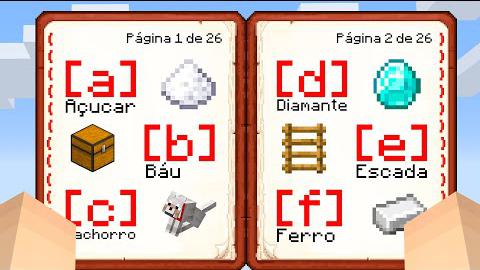 Página 1 de 26
[a]
Açucar
[b]
Báu
[c]
achorro
Página 2 de 26
[d]
Diamante
[e]
Escada
[f]
Ferro